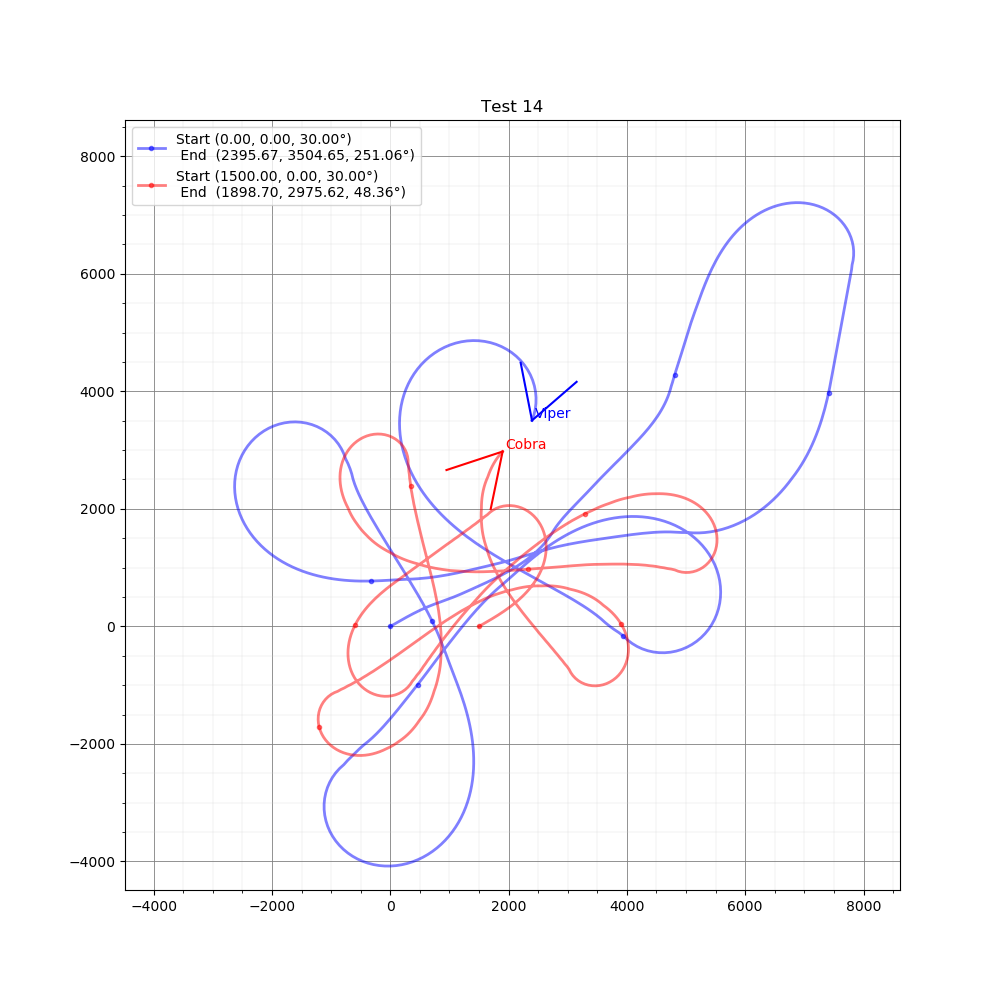 Test 14
Start (0.00, 0.00, 30.00°)
End (2395.67, 3504.65, 251.06°)
Start (1500.00, 0.00, 30.00°)
End (1898.70, 2975.62, 48.36°)
8000
6000
4000
2000
0
−2000
−4000
Viper
Cobra
−4000 −2000 0 2000 4000 6000 8000